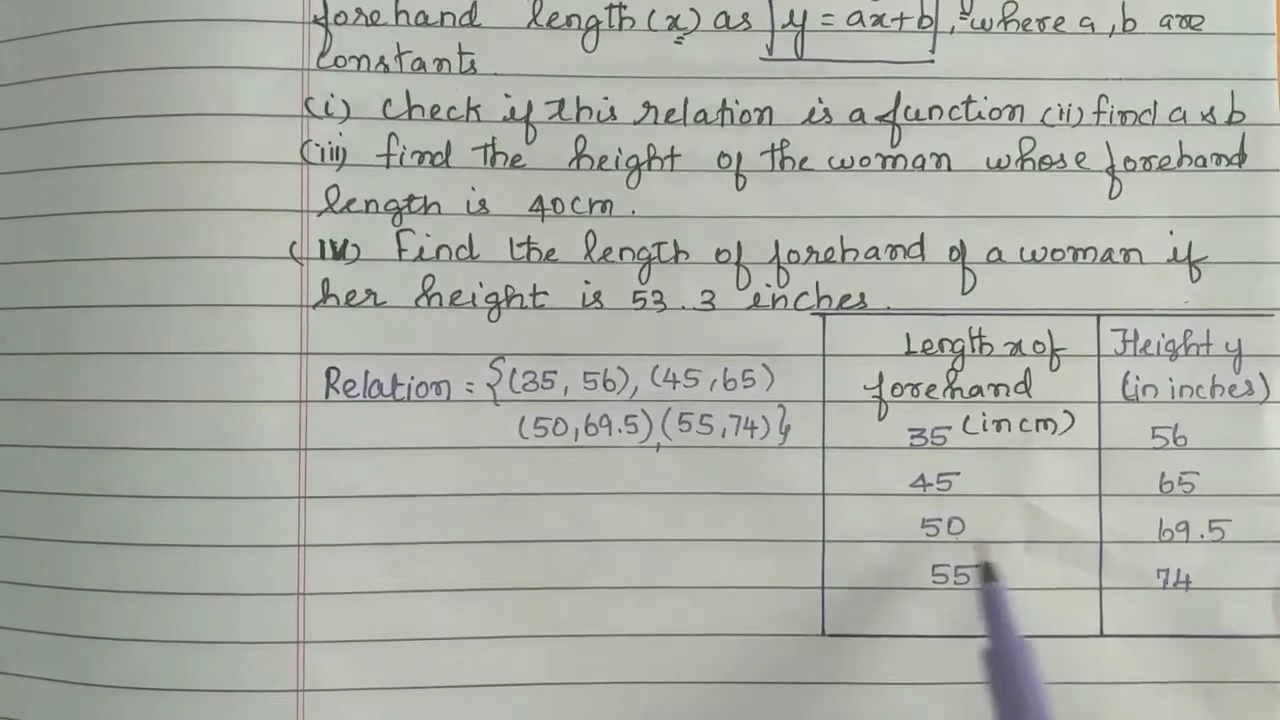 forehand length (x) as y = ax+b, where a, b are
constants.
(i) check if this relation is a function (ii) find a & b
(iii) find the height of the woman whose forehand
length is 40cm.
(iv) Find the length of forehand of a woman if
her height is 53.3 inches.
Relation = {(35, 56), (45, 65)
(50, 69.5), (55, 74)}
Length x of forehand (in cm) Height y (in inches)
35 56
45 65
50 69.5
55 74